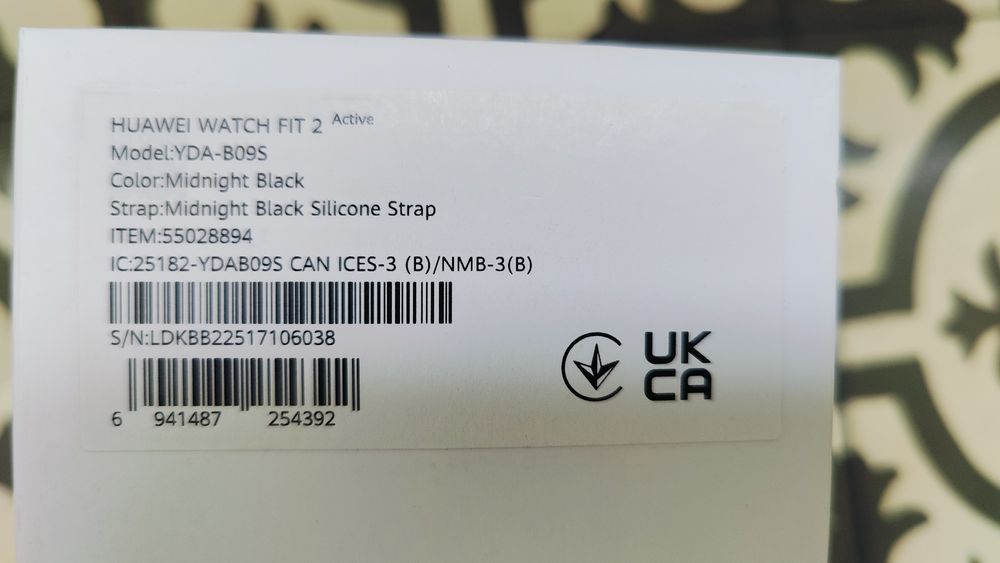 HUAWEI WATCH FIT 2 Active
Model:YDA-B09S
Color:Midnight Black
Strap:Midnight Black Silicone Strap
ITEM:55028894
IC:25182-YDAB09S CAN ICES-3 (B)/NMB-3(B)
S/N:LDKBB22517106038
6 941487 254392
UK
CA